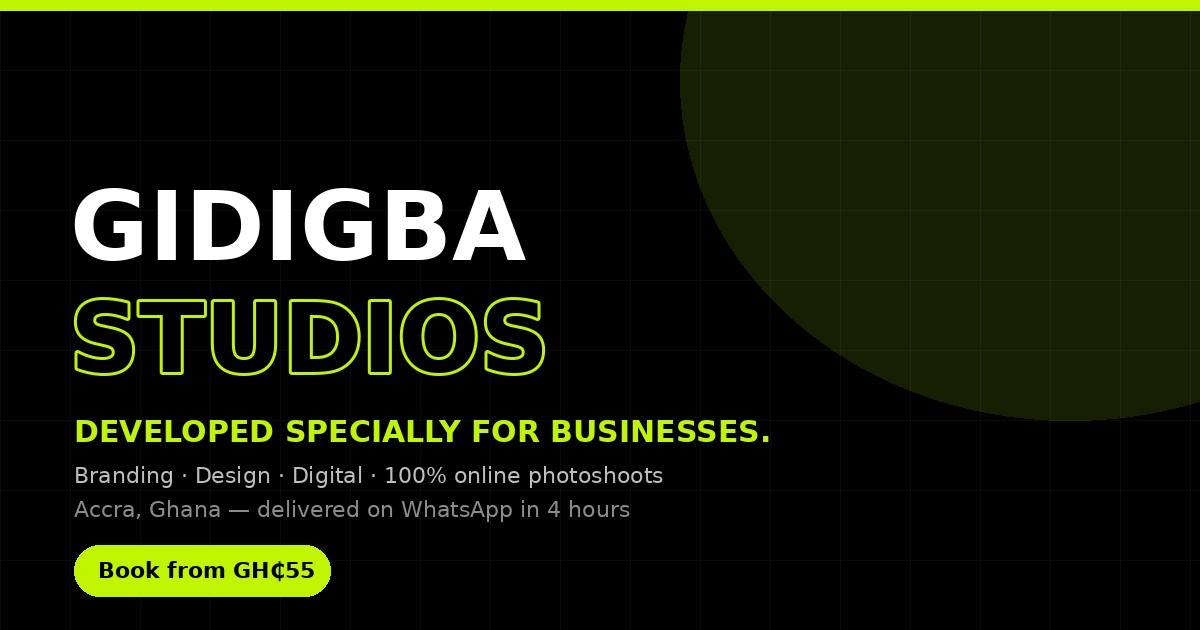 GIDIGBA
STUDIOS
DEVELOPED SPECIALLY FOR BUSINESSES.
Branding · Design · Digital · 100% online photoshoots
Accra, Ghana — delivered on WhatsApp in 4 hours
Book from GH₵55